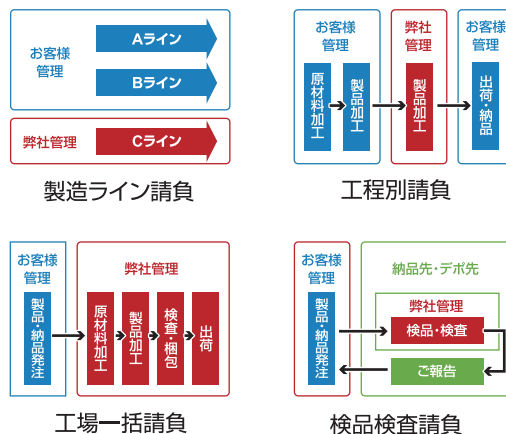 お客様
管理
Aライン
Bライン
弊社管理
Cライン
製造ライン請負
お客様
管理
原材料加工
製品加工
弊社
管理
製品加工
お客様
管理
出荷・納品
工程別請負
お客様
管理
製品・納品発注
弊社管理
原材料加工
製品加工
検査・梱包
出荷
工場一括請負
お客様
管理
製品・納品発注
納品先・デポ先
弊社管理
検品・検査
ご報告
検品検査請負